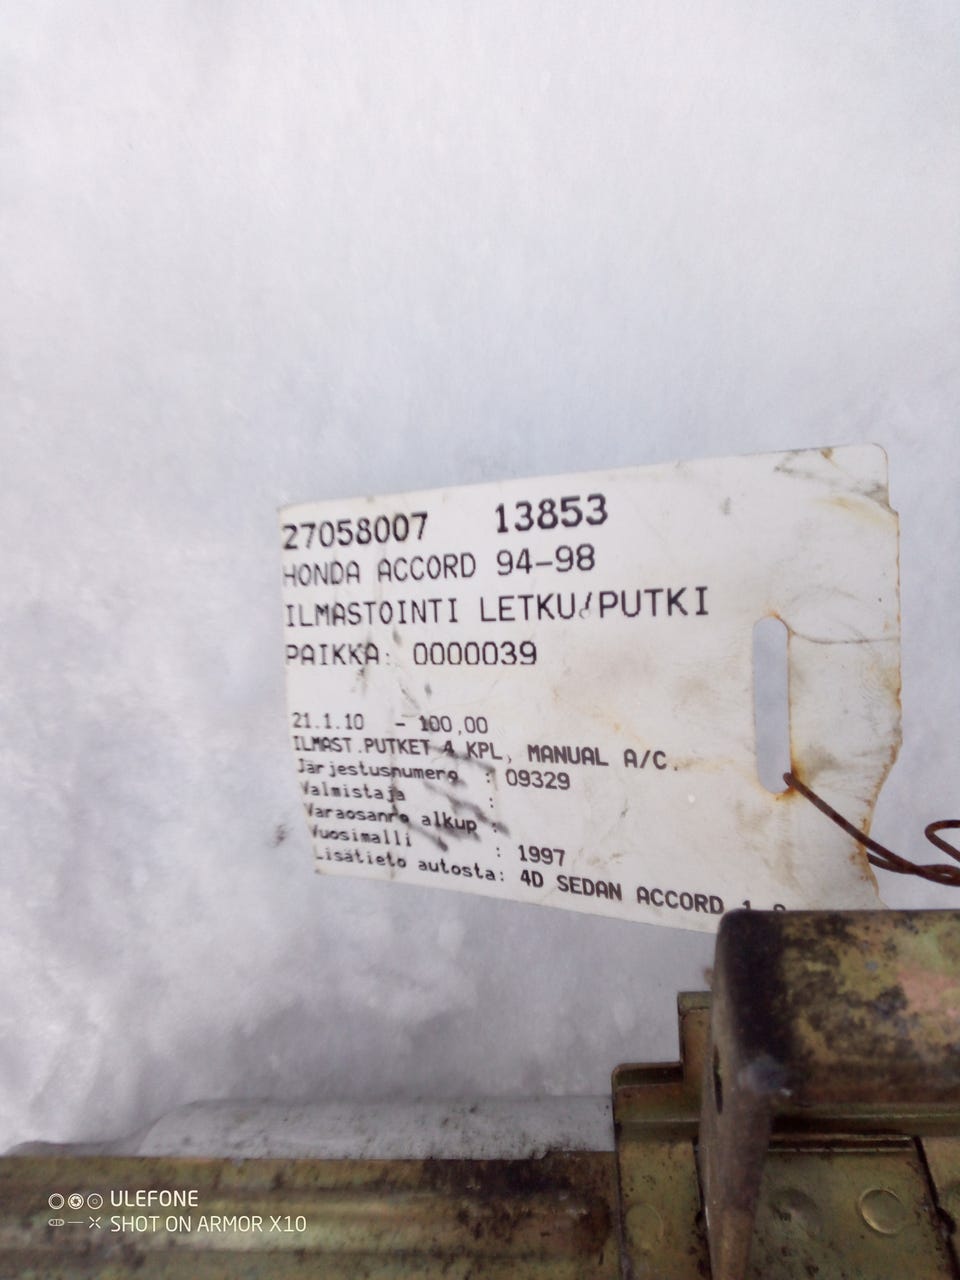 27058007 13853
HONDA ACCORD 94-98
ILMASTOINTI LETKU/PUTKI
PAIKKA: 0000039
21.1.10 - 100,00
ILMAST.PUTKET 4 KPL, MANUAL A/C.
Järjestusnumero : 09329
Valmistaja :
Varaosanro alkup :
Vuosimalli : 1997
Lisätieto autosta: 4D SEDAN ACCORD
ULEFONE
SHOT ON ARMOR X10